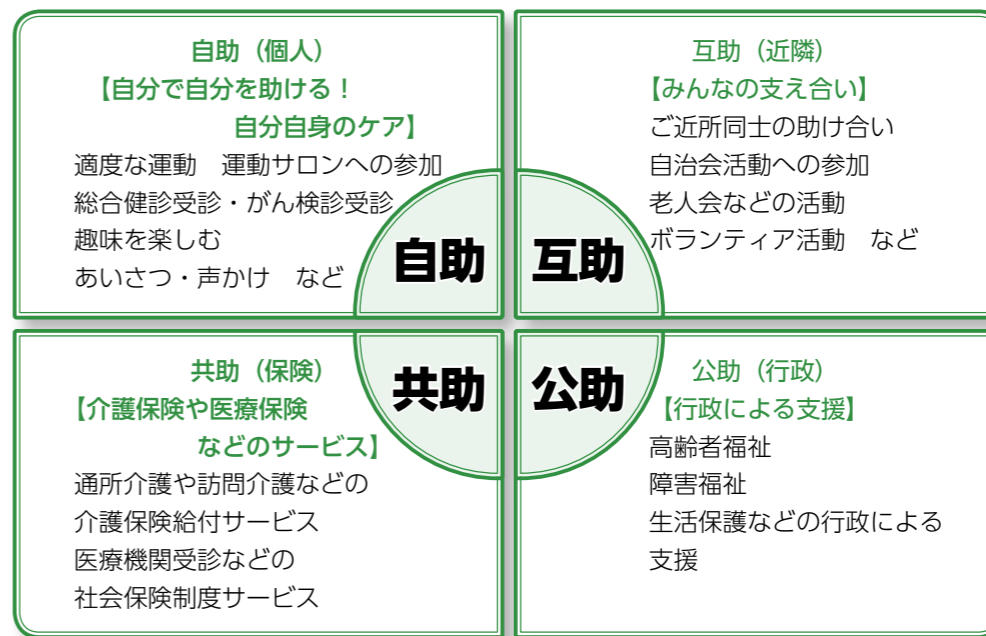 自助（個人）
【自分で自分を助ける！
自分自身のケア】
適度な運動　運動サロンへの参加
総合健診受診・がん検診受診
趣味を楽しむ
あいさつ・声かけ　など
自助
互助（近隣）
【みんなの支え合い】
ご近所同士の助け合い
自治会活動への参加
老人会などの活動
ボランティア活動　など
互助
共助（保険）
【介護保険や医療保険
などのサービス】
通所介護や訪問介護などの
介護保険給付サービス
医療機関受診などの
社会保険制度サービス
共助
公助（行政）
【行政による支援】
高齢者福祉
障害福祉
生活保護などの行政による
支援
公助